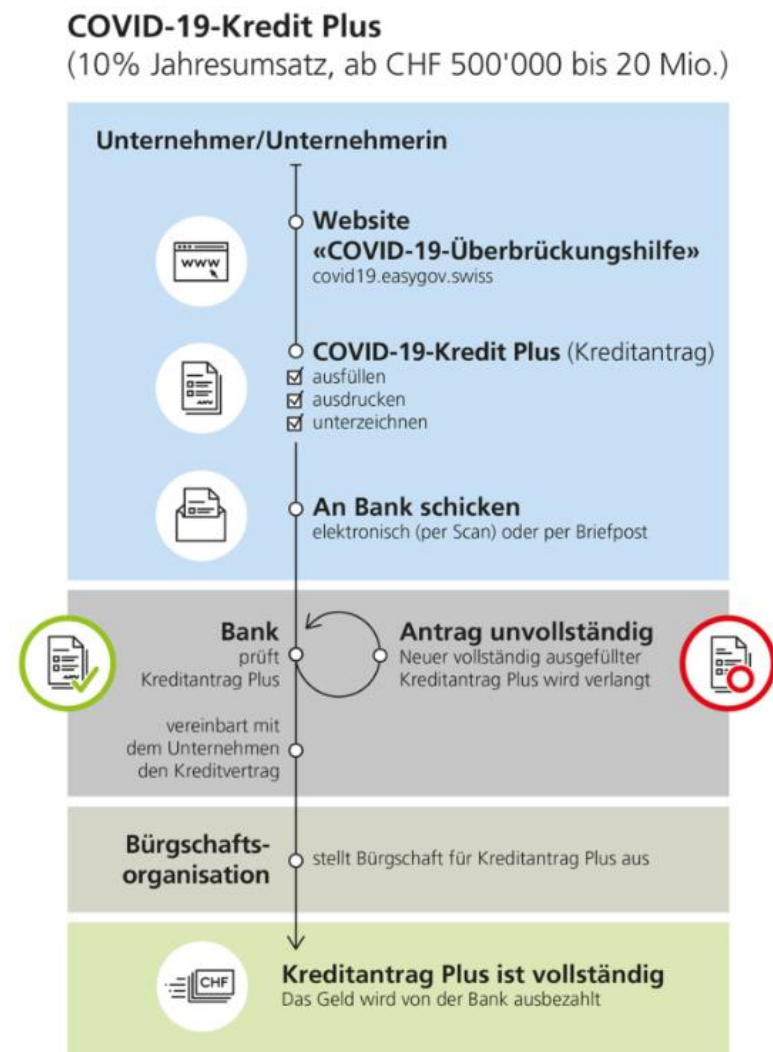 COVID-19-Kredit Plus
(10% Jahresumsatz, ab CHF 500'000 bis 20 Mio.)
Unternehmer/Unternehmerin
www
Website
«COVID-19-Überbrückungshilfe»
covid19.easygov.swiss
COVID-19-Kredit Plus (Kreditantrag)
ausfüllen
ausdrucken
unterzeichnen
An Bank schicken
elektronisch (per Scan) oder per Briefpost
Bank
prüft
Kreditantrag Plus
Antrag unvollständig
Neuer vollständig ausgefüllter
Kreditantrag Plus wird verlangt
vereinbart mit
dem Unternehmen
den Kreditvertrag
Bürgschafts-
organisation
stellt Bürgschaft für Kreditantrag Plus aus
CHF
Kreditantrag Plus ist vollständig
Das Geld wird von der Bank ausbezahlt